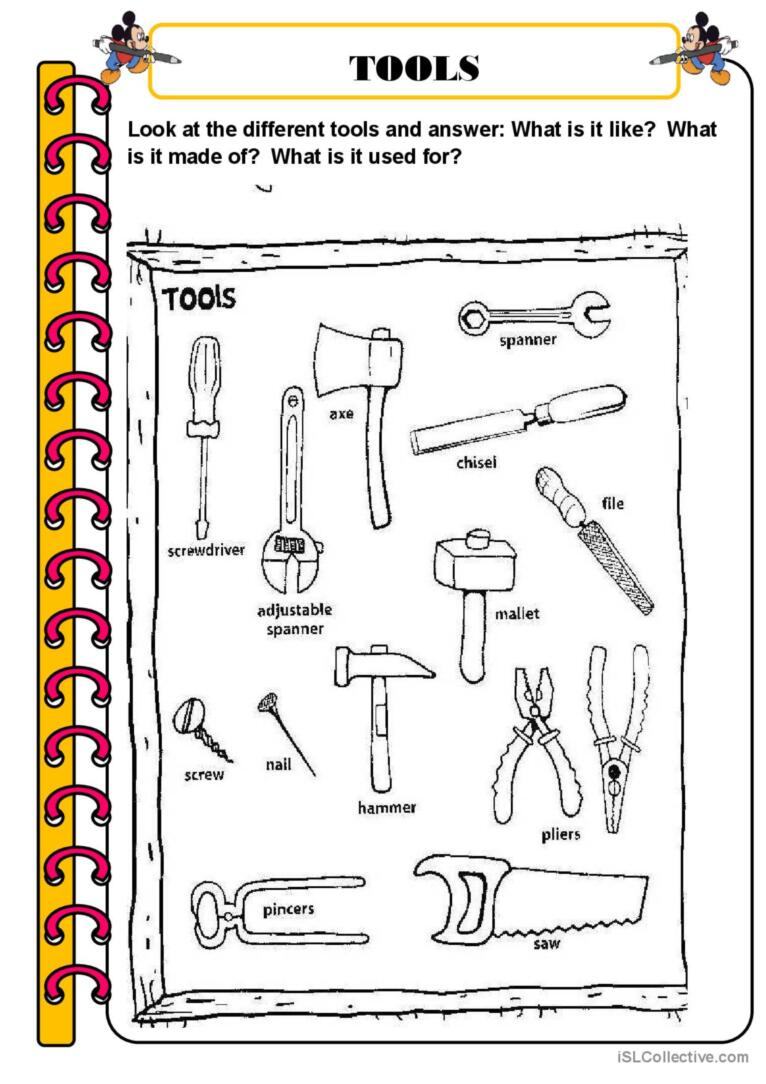 TOOLS
Look at the different tools and answer: What is it like?  What
is it made of?  What is it used for?
TOOLS
spanner
axe
chisel
file
screwdriver
adjustable
spanner
mallet
screw
nail
hammer
pliers
pincers
saw
iSLCollective.com